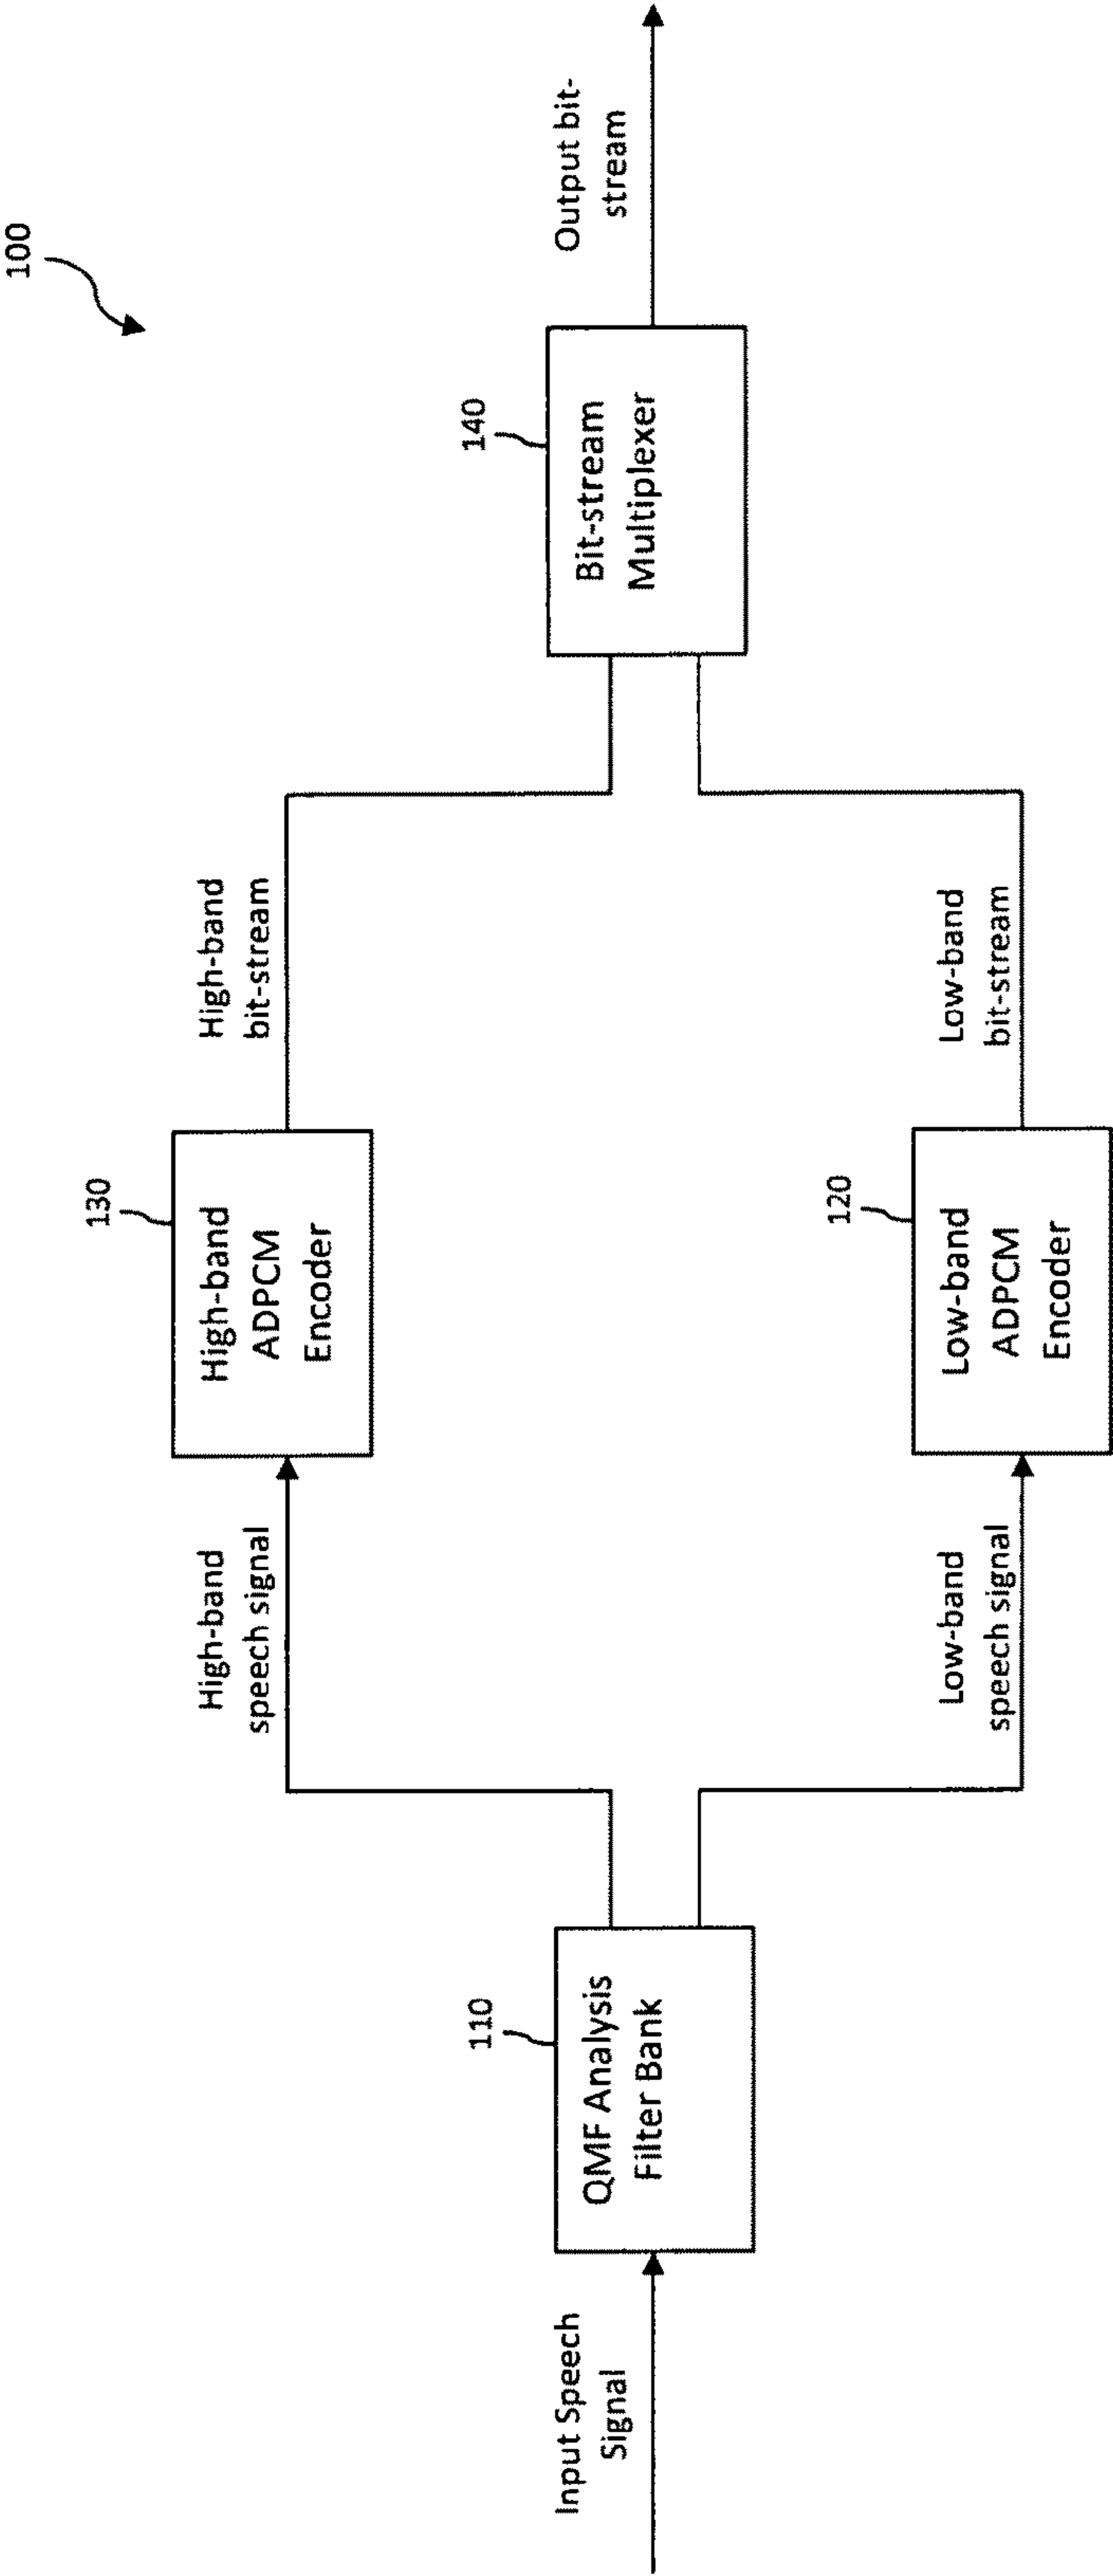 100
Input Speech
Signal
110
QMF Analysis
Filter Bank
High-band
speech signal
130
High-band
ADPCM
Encoder
High-band
bit-stream
Low-band
speech signal
120
Low-band
ADPCM
Encoder
Low-band
bit-stream
140
Bit-stream
Multiplexer
Output bit-
stream